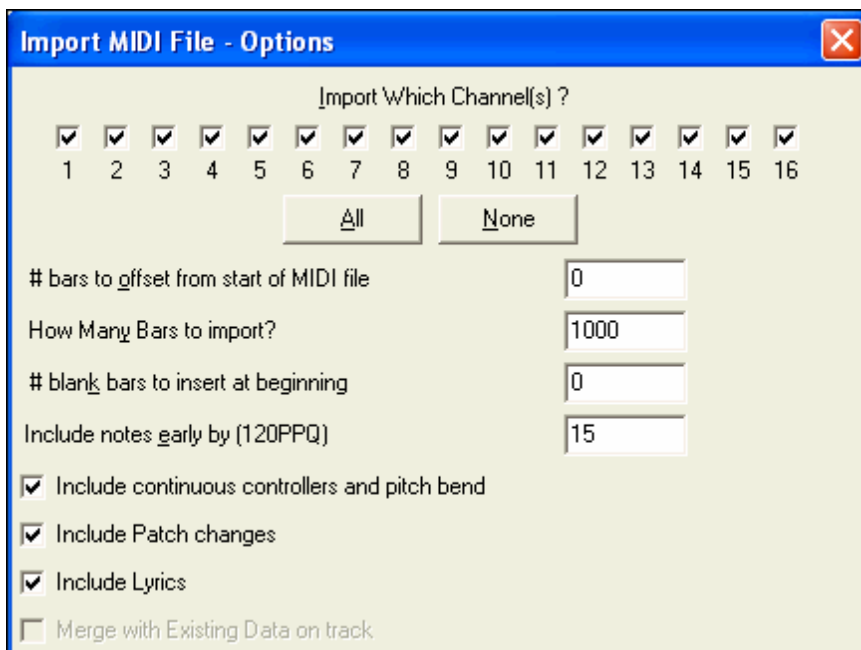 Import MIDI File - Options
Import Which Channel(s) ?
1 2 3 4 5 6 7 8 9 10 11 12 13 14 15 16
All None
# bars to offset from start of MIDI file 0
How Many Bars to import? 1000
# blank bars to insert at beginning 0
Include notes early by (120PPQ) 15
Include continuous controllers and pitch bend
Include Patch changes
Include Lyrics
Merge with Existing Data on track